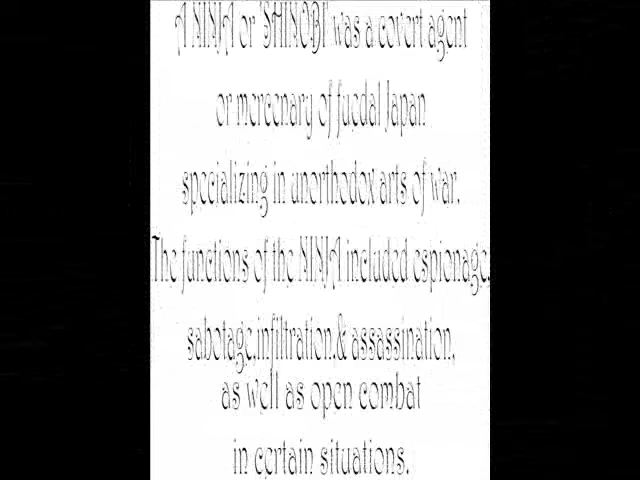 A NINJA or 'SHINOBI' was a covert agent
or mercenary of fuedal Japan
specializing in unorthodox arts of war.
The functions of the NINJA included espionage,
sabotage,infiltration,& assassination,
as well as open combat
in certain situations.